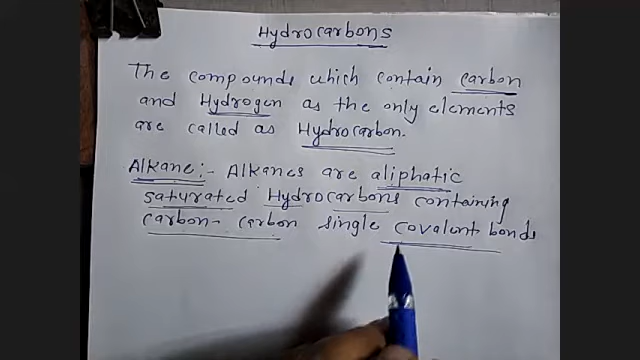 Hydrocarbons
The compounds which contain carbon
and Hydrogen as the only elements
are called as Hydrocarbon.
Alkane:- Alkanes are aliphatic
saturated Hydrocarbons containing
carbon-carbon single covalent bonds